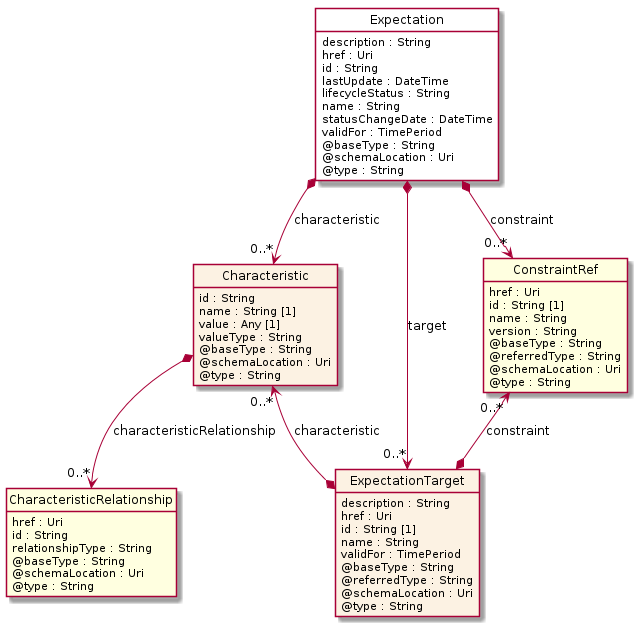 Expectation
description : String
href : Uri
id : String
lastUpdate : DateTime
lifecycleStatus : String
name : String
statusChangeDate : DateTime
validFor : TimePeriod
@baseType : String
@schemaLocation : Uri
@type : String
characteristic
constraint
0..*
0..*
Characteristic
id : String
name : String [1]
value : Any [1]
valueType : String
@baseType : String
@schemaLocation : Uri
@type : String
ConstraintRef
href : Uri
id : String [1]
name : String
version : String
@baseType : String
@referredType : String
@schemaLocation : Uri
@type : String
target
0..*
0..*
characteristicRelationship
characteristic
constraint
0..*
0..*
CharacteristicRelationship
href : Uri
id : String
relationshipType : String
@baseType : String
@schemaLocation : Uri
@type : String
ExpectationTarget
description : String
href : Uri
id : String [1]
name : String
validFor : TimePeriod
@baseType : String
@referredType : String
@schemaLocation : Uri
@type : String